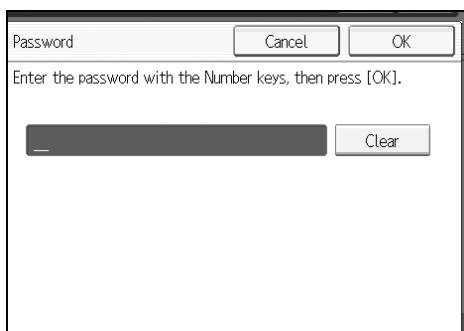 Password Cancel OK
Enter the password with the Number keys, then press [OK].
Clear